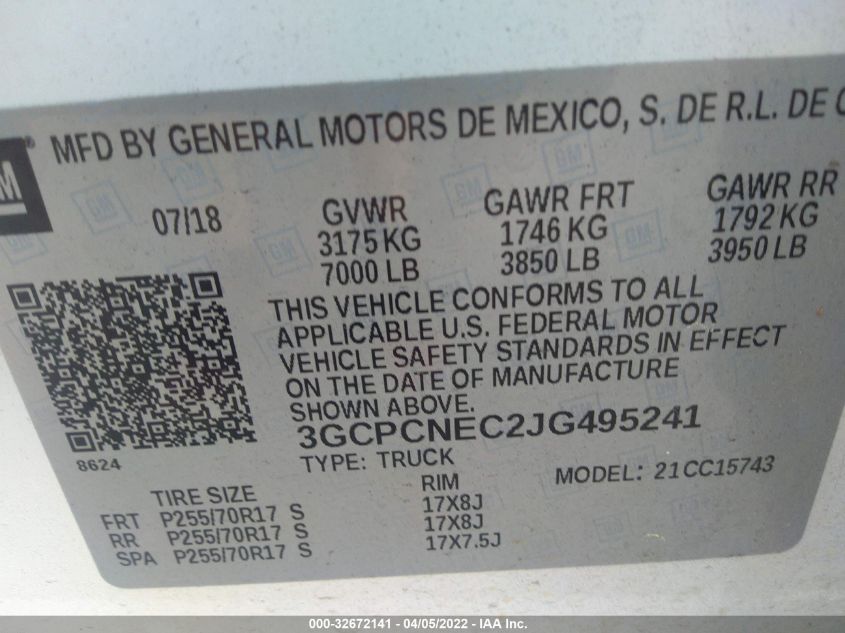 GM ®
MFD BY GENERAL MOTORS DE MEXICO, S. DE R.L. DE C
07/18
GVWR GAWR FRT GAWR RR
3175 KG 1746 KG 1792 KG
7000 LB 3850 LB 3950 LB
THIS VEHICLE CONFORMS TO ALL
APPLICABLE U.S. FEDERAL MOTOR
VEHICLE SAFETY STANDARDS IN EFFECT
ON THE DATE OF MANUFACTURE
SHOWN ABOVE.
8624
3GCPCNEC2JG495241
TYPE: TRUCK
MODEL: 21CC15743
TIRE SIZE RIM
FRT P255/70R17 S 17X8J
RR P255/70R17 S 17X8J
SPA P255/70R17 S 17X7.5J
000-32672141 - 04/05/2022 - IAA Inc.